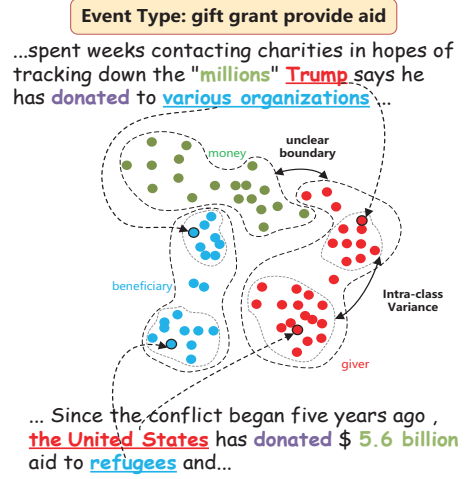 Event Type: gift grant provide aid
...spent weeks contacting charities in hopes of
tracking down the "millions" Trump says he
has donated to various organizations ...
money
unclear
boundary
beneficiary
Intra-class
Variance
giver
... Since the conflict began five years ago ,
the United States has donated $ 5.6 billion
aid to refugees and...